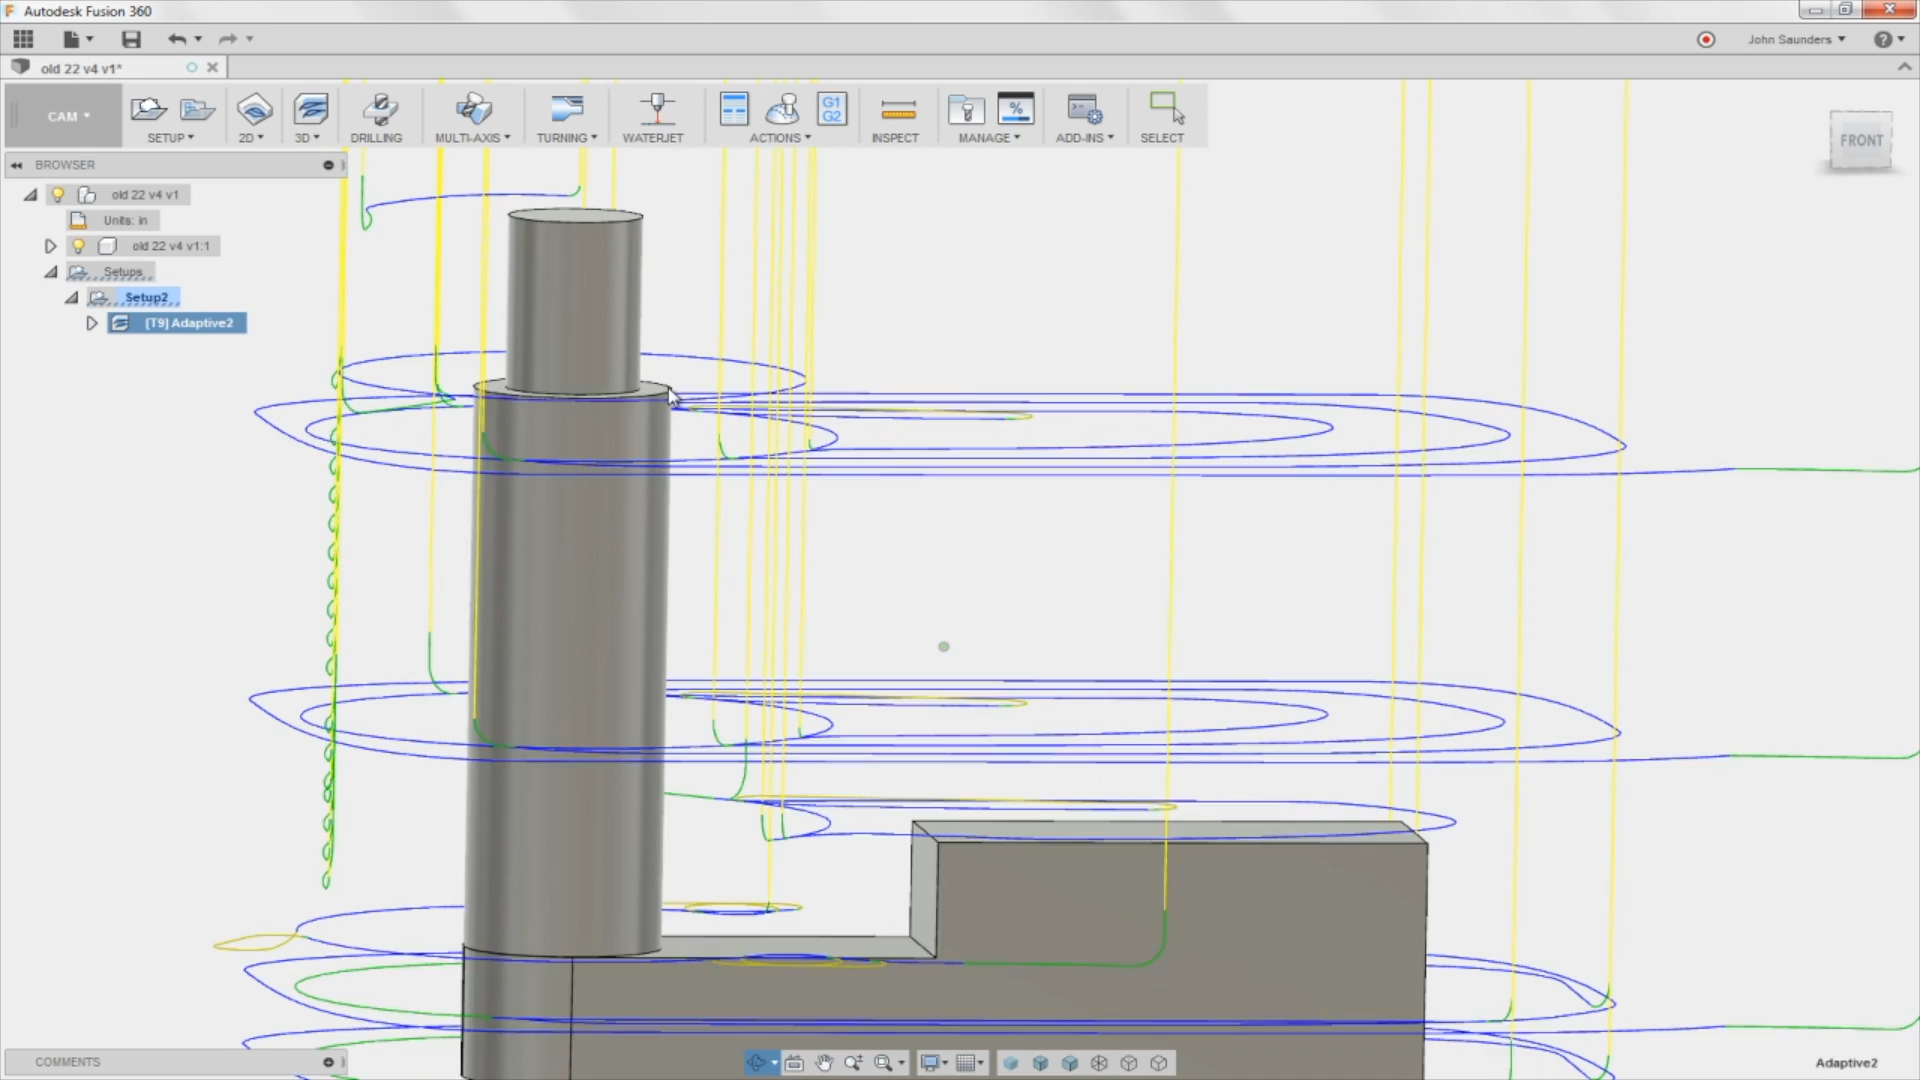 Autodesk Fusion 360
John Saunders
old 22 v4 v1*
CAM
SETUP
2D
3D
DRILLING
MULTI-AXIS
TURNING
WATERJET
G1
G2
ACTIONS
INSPECT
%
MANAGE
ADD-INS
SELECT
FRONT
BROWSER
old 22 v4 v1
Units: in
old 22 v4 v1:1
Setups
Setup2
[T9] Adaptive2
COMMENTS
Adaptive2